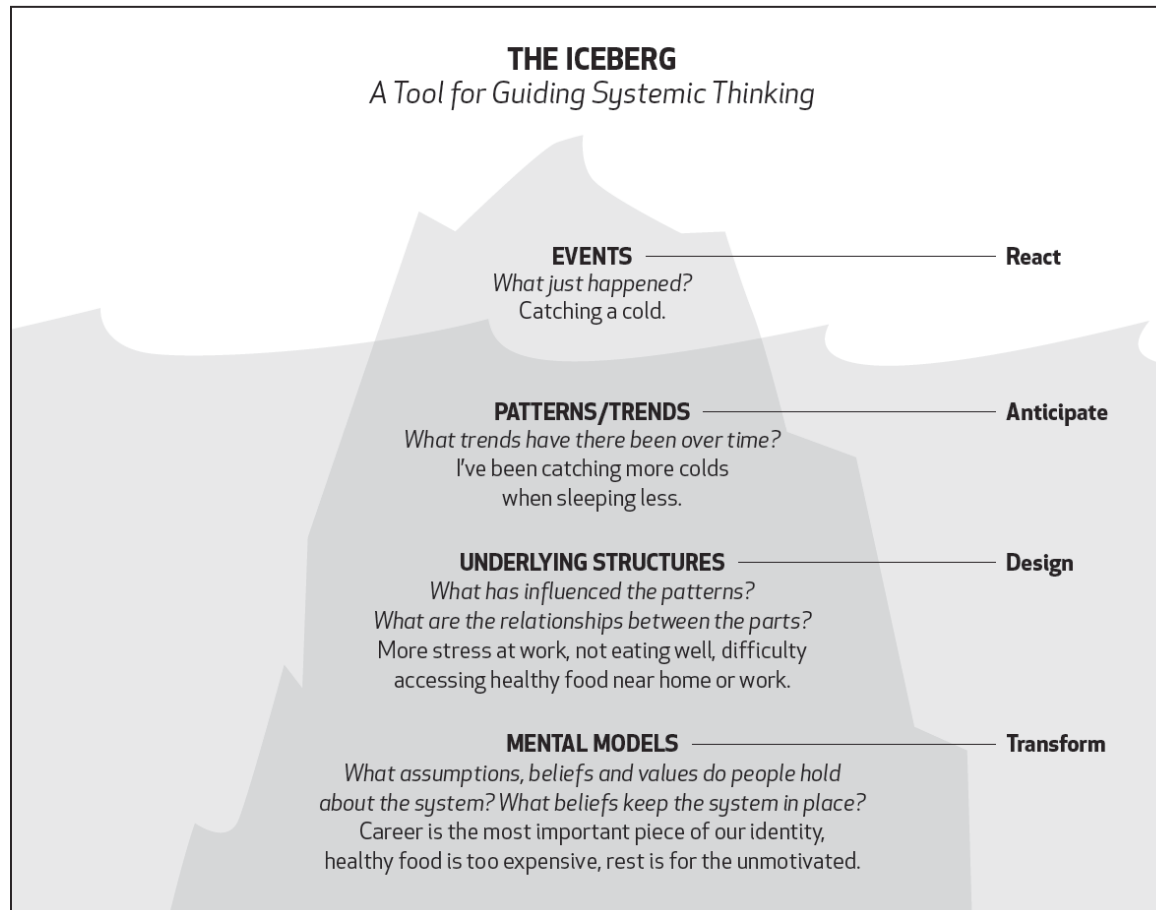 THE ICEBERG
A Tool for Guiding Systemic Thinking
EVENTS
React
What just happened?
Catching a cold.
PATTERNS/TRENDS
Anticipate
What trends have there been over time?
I've been catching more colds
when sleeping less.
UNDERLYING STRUCTURES
Design
What has influenced the patterns?
What are the relationships between the parts?
More stress at work, not eating well, difficulty
accessing healthy food near home or work.
MENTAL MODELS
Transform
What assumptions, beliefs and values do people hold
about the system? What beliefs keep the system in place?
Career is the most important piece of our identity,
healthy food is too expensive, rest is for the unmotivated.